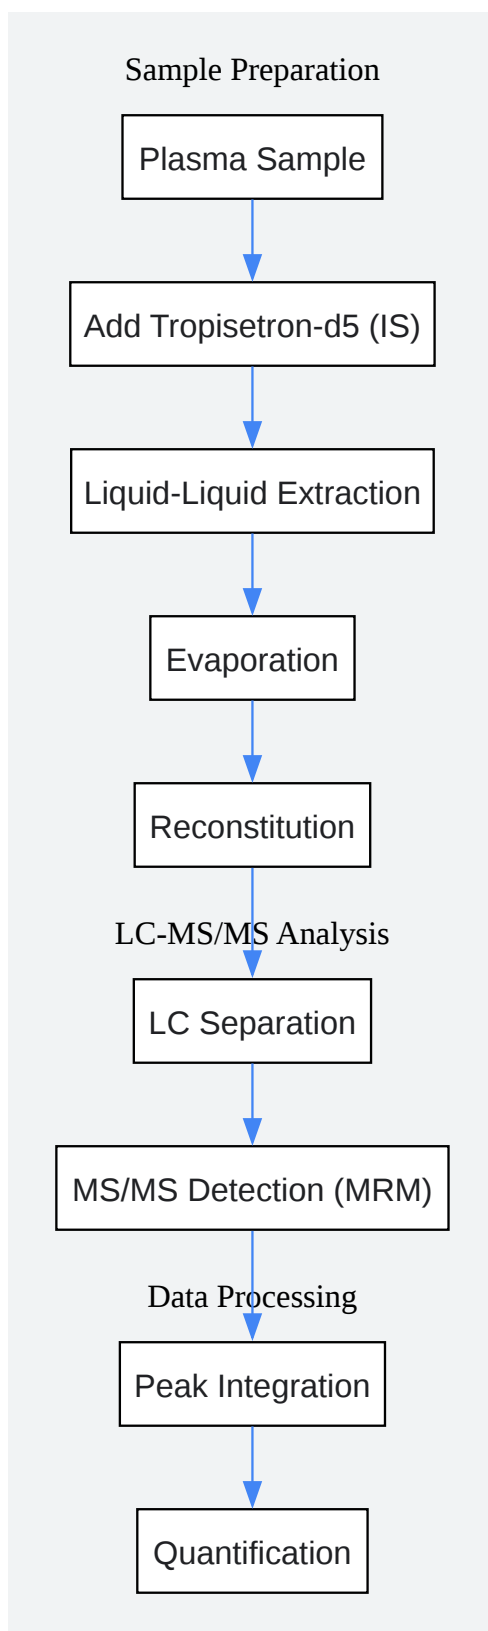 Sample Preparation
Plasma Sample
Add Tropisetron-d5 (IS)
Liquid-Liquid Extraction
Evaporation
Reconstitution
LC-MS/MS Analysis
LC Separation
MS/MS Detection (MRM)
Data Processing
Peak Integration
Quantification